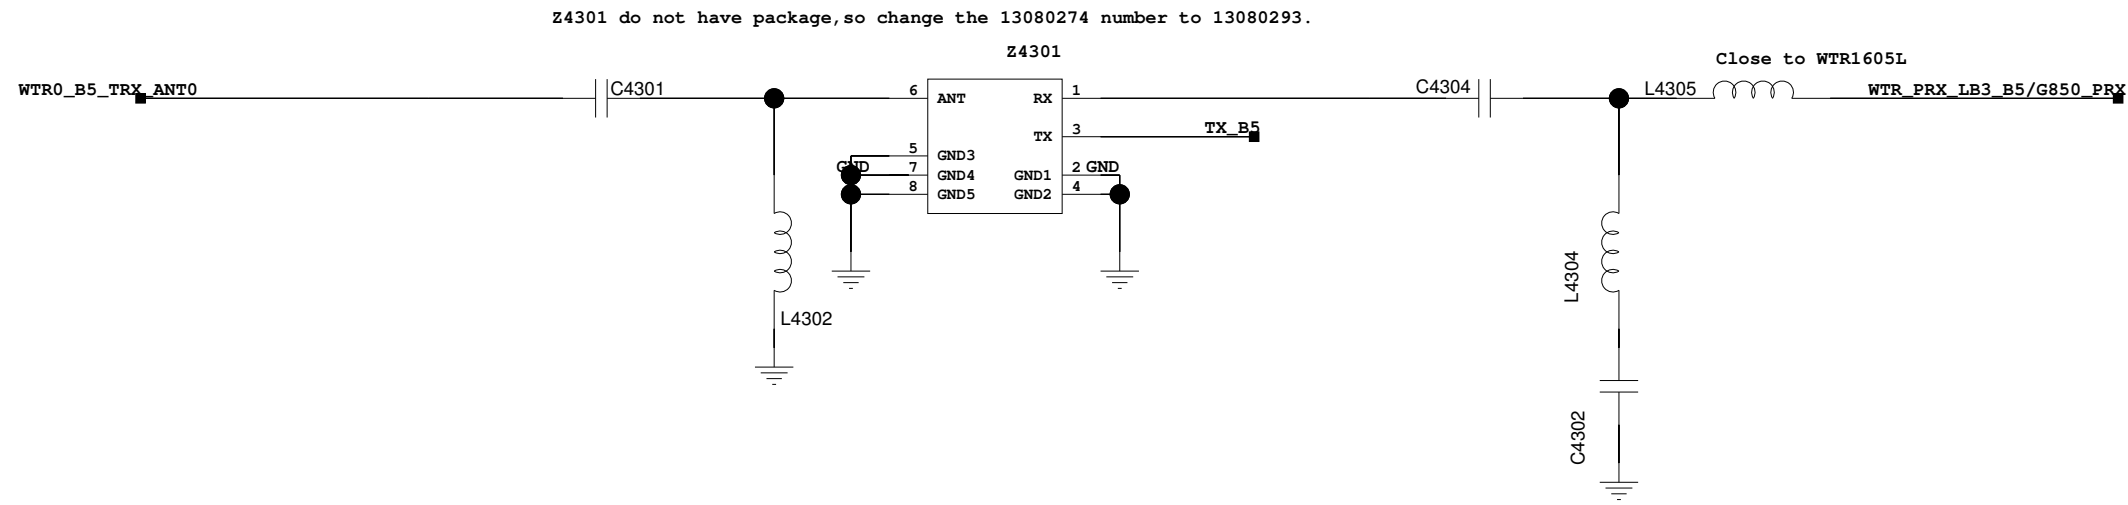 Z4301 do not have package,so change the 13080274 number to 13080293.
Z4301
Close to WTR1605L
WTR0_B5_TRX_ANT0
C4301
6
ANT
RX
1
C4304
L4305
WTR_PRX_LB3_B5/G850_PRX
TX
3
TX_B5
5
GND3
GND
7
GND4
GND1
2
GND
8
GND5
GND2
4
L4302
L4304
C4302